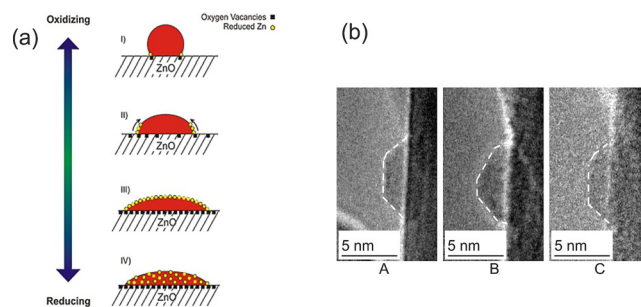 (a)
Oxidizing
Oxygen Vacancies
Reduced Zn
I)
ZnO
II)
ZnO
III)
ZnO
IV)
Reducing
ZnO
(b)
5 nm
5 nm
5 nm
A
B
C